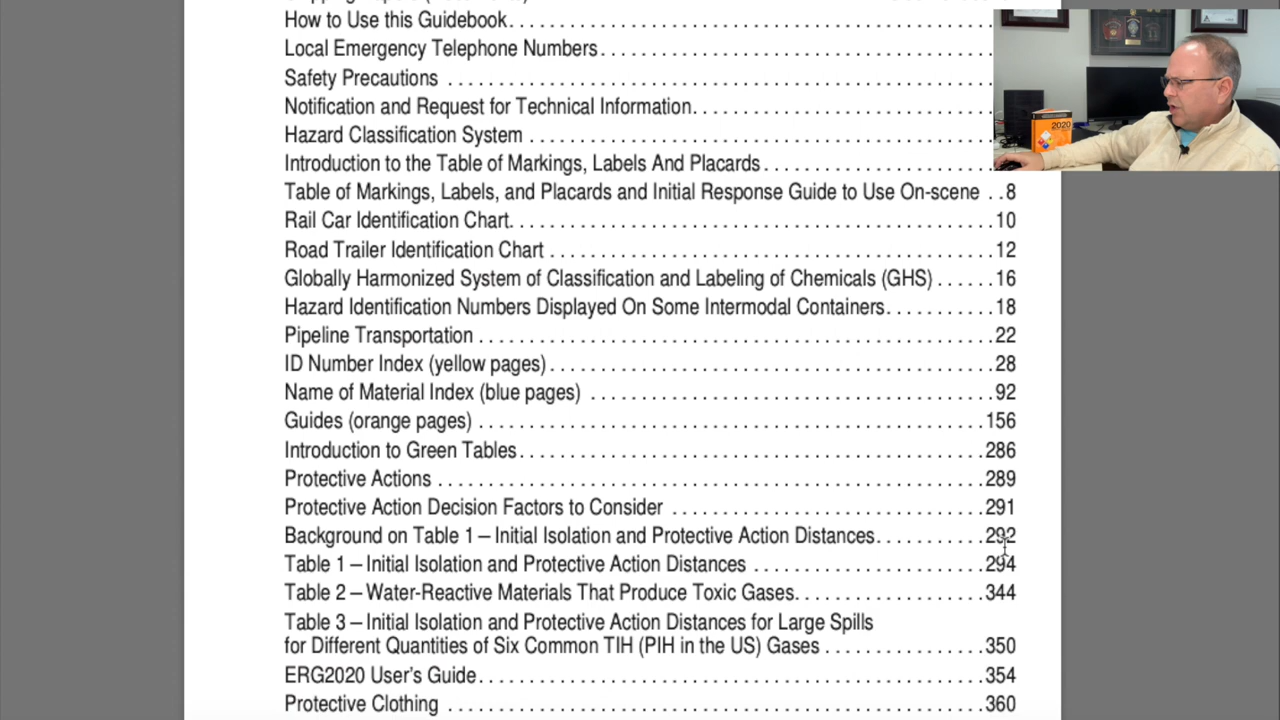 How to Use this Guidebook
Local Emergency Telephone Numbers
Safety Precautions
Notification and Request for Technical Information
Hazard Classification System
Introduction to the Table of Markings, Labels And Placards
Table of Markings, Labels, and Placards and Initial Response Guide to Use On-scene . . 8
Rail Car Identification Chart. 10
Road Trailer Identification Chart 12
Globally Harmonized System of Classification and Labeling of Chemicals (GHS) 16
Hazard Identification Numbers Displayed On Some Intermodal Containers 18
Pipeline Transportation 22
ID Number Index (yellow pages) 28
Name of Material Index (blue pages) 92
Guides (orange pages) 156
Introduction to Green Tables 286
Protective Actions 289
Protective Action Decision Factors to Consider 291
Background on Table 1 – Initial Isolation and Protective Action Distances 292
Table 1 – Initial Isolation and Protective Action Distances 294
Table 2 – Water-Reactive Materials That Produce Toxic Gases 344
Table 3 – Initial Isolation and Protective Action Distances for Large Spills
for Different Quantities of Six Common TIH (PIH in the US) Gases 350
ERG2020 User's Guide 354
Protective Clothing 360
2020